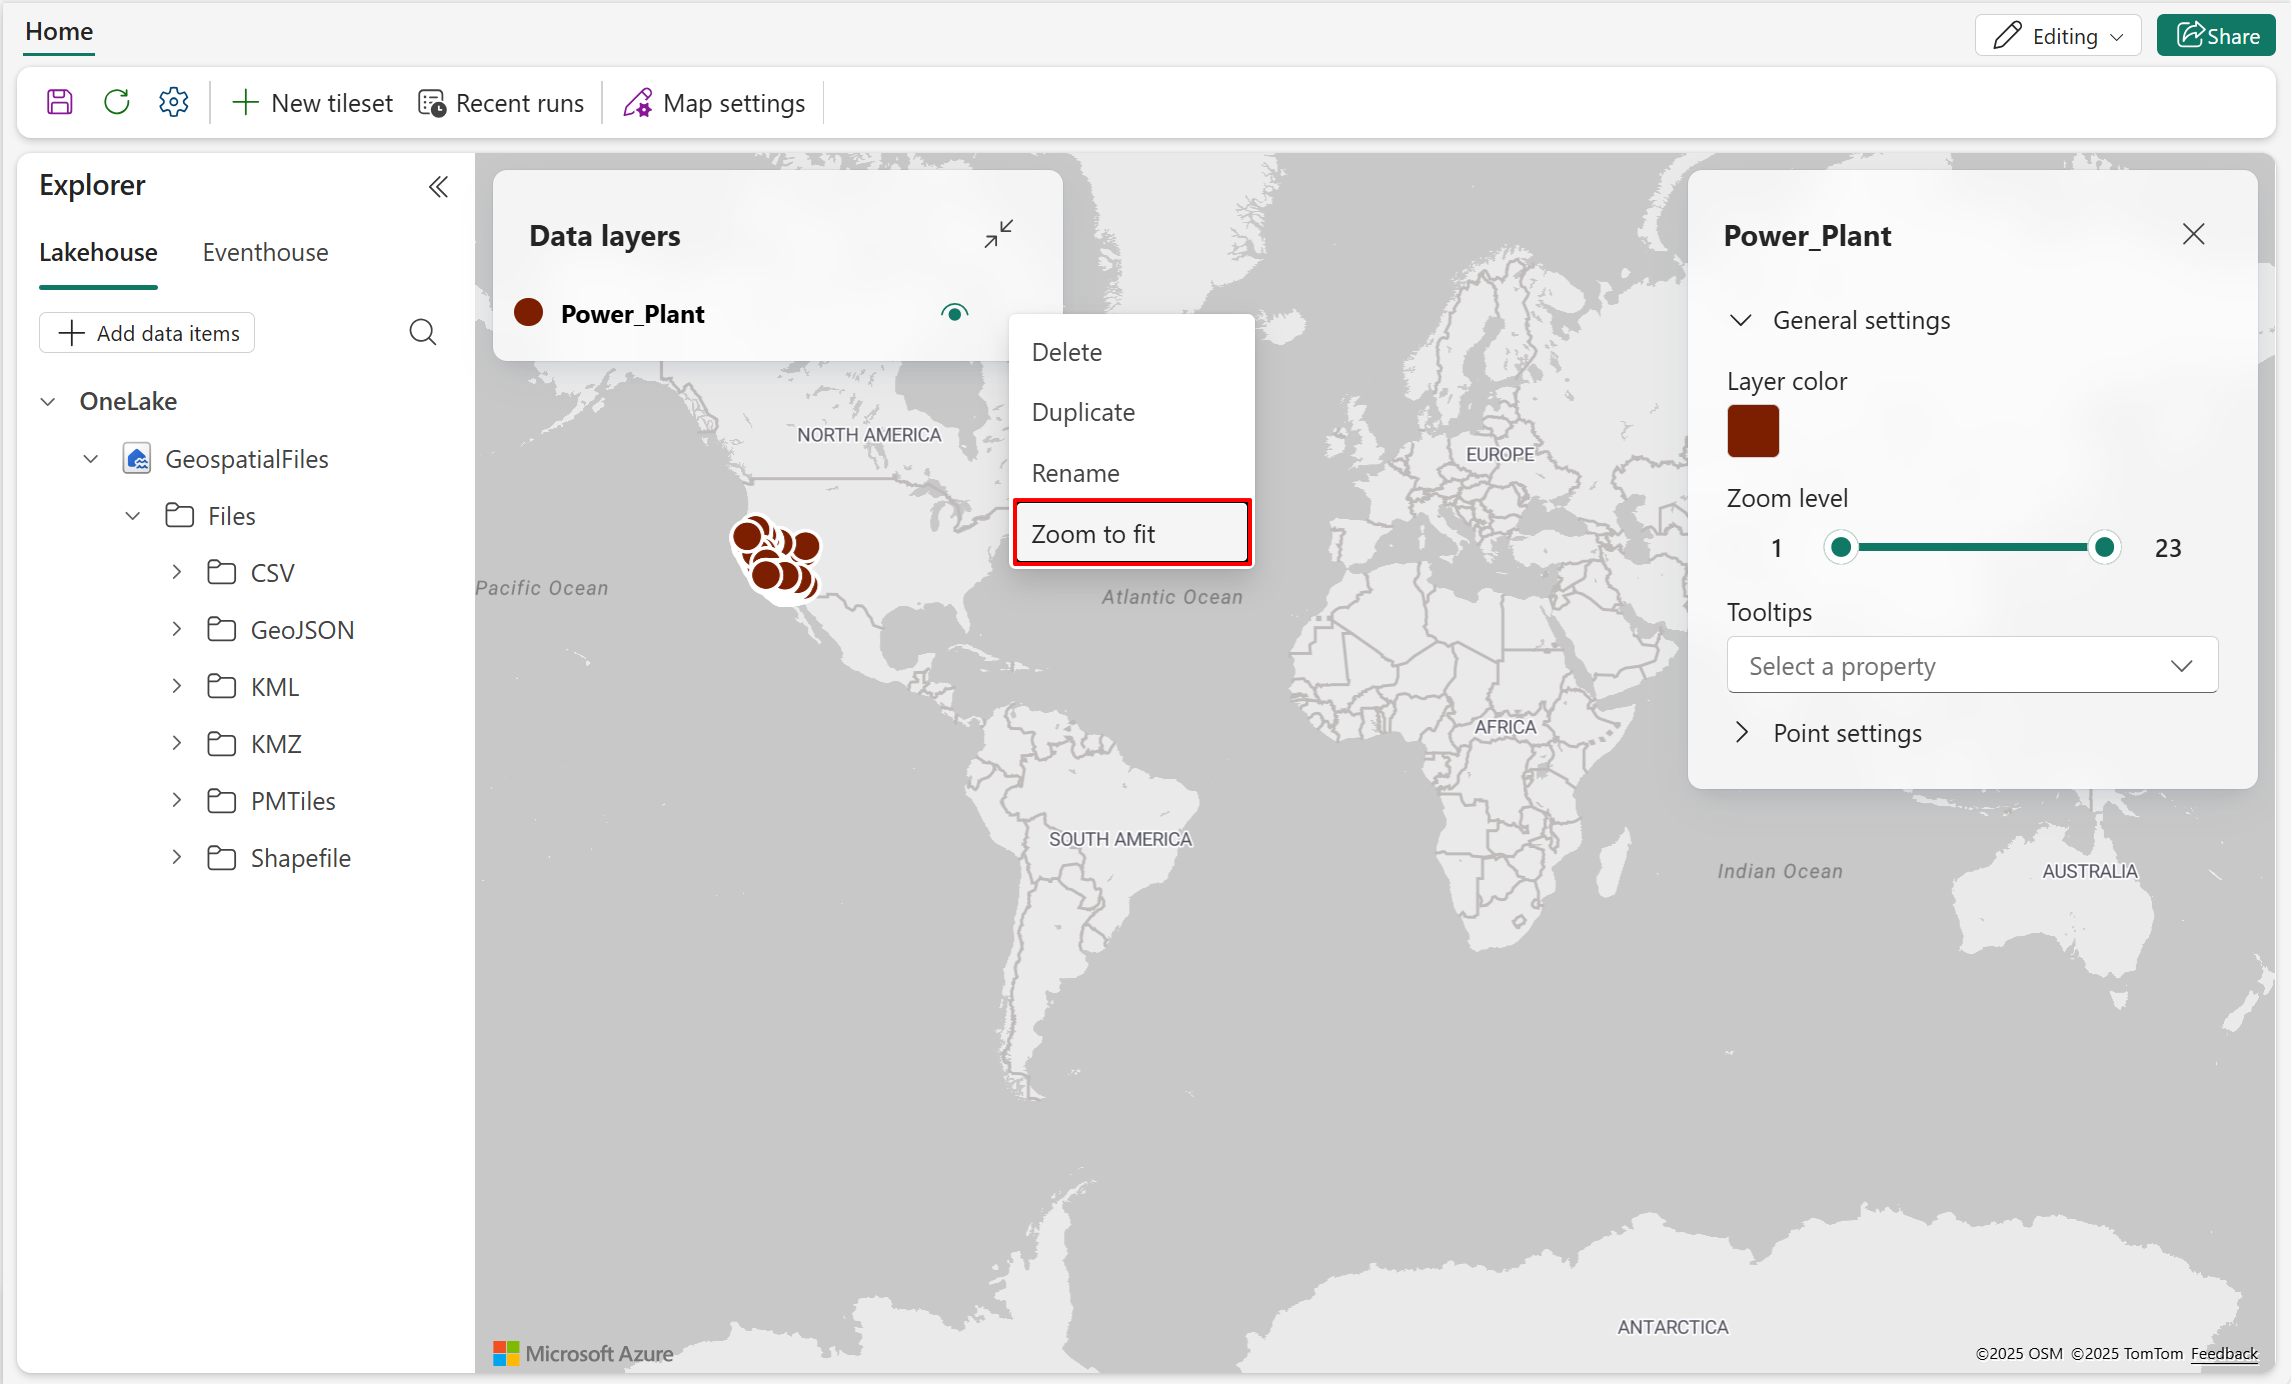 Home
Editing
Share
New tileset
Recent runs
Map settings
Explorer
Lakehouse
Eventhouse
Add data items
OneLake
GeospatialFiles
Files
CSV
GeoJSON
KML
KMZ
PMTiles
Shapefile
Data layers
Power_Plant
Delete
Duplicate
Rename
Zoom to fit
Power_Plant
General settings
Layer color
Zoom level
1
23
Tooltips
Select a property
Point settings
NORTH AMERICA
EUROPE
Pacific Ocean
Atlantic Ocean
AFRICA
SOUTH AMERICA
Indian Ocean
AUSTRALIA
ANTARCTICA
Microsoft Azure
©2025 OSM ©2025 TomTom Feedback